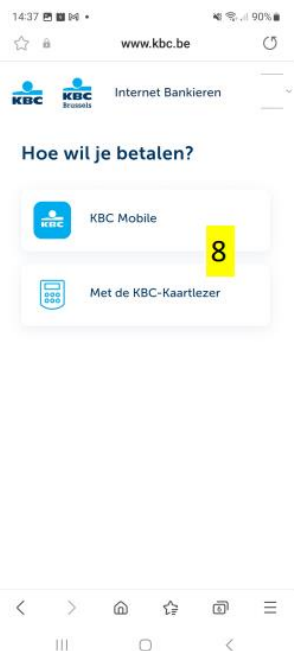 14:37 90%
www.kbc.be
KBC KBC Brussels Internet Bankieren
Hoe wil je betalen?
KBC KBC Mobile
8
Met de KBC-Kaartlezer
6